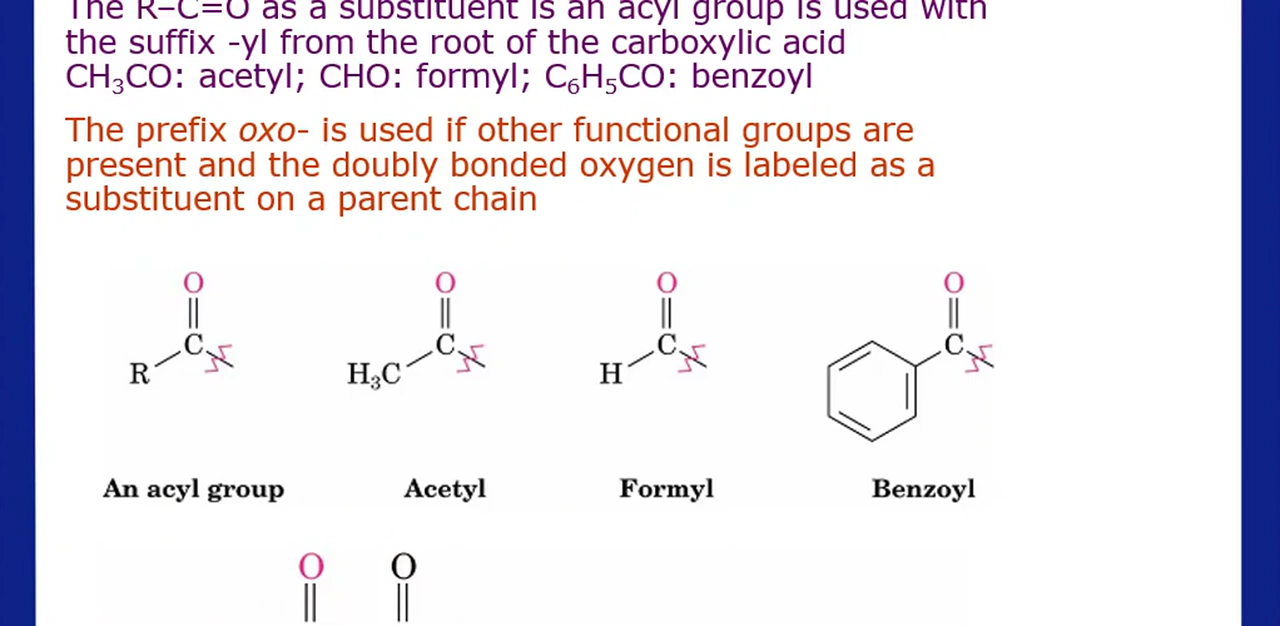 The R–C=O as a substituent is an acyl group is used with
the suffix -yl from the root of the carboxylic acid
CH₃CO: acetyl; CHO: formyl; C₆H₅CO: benzoyl
The prefix oxo- is used if other functional groups are
present and the doubly bonded oxygen is labeled as a
substituent on a parent chain
O O O O
C C C C
R H₃C H
An acyl group Acetyl Formyl Benzoyl
O O